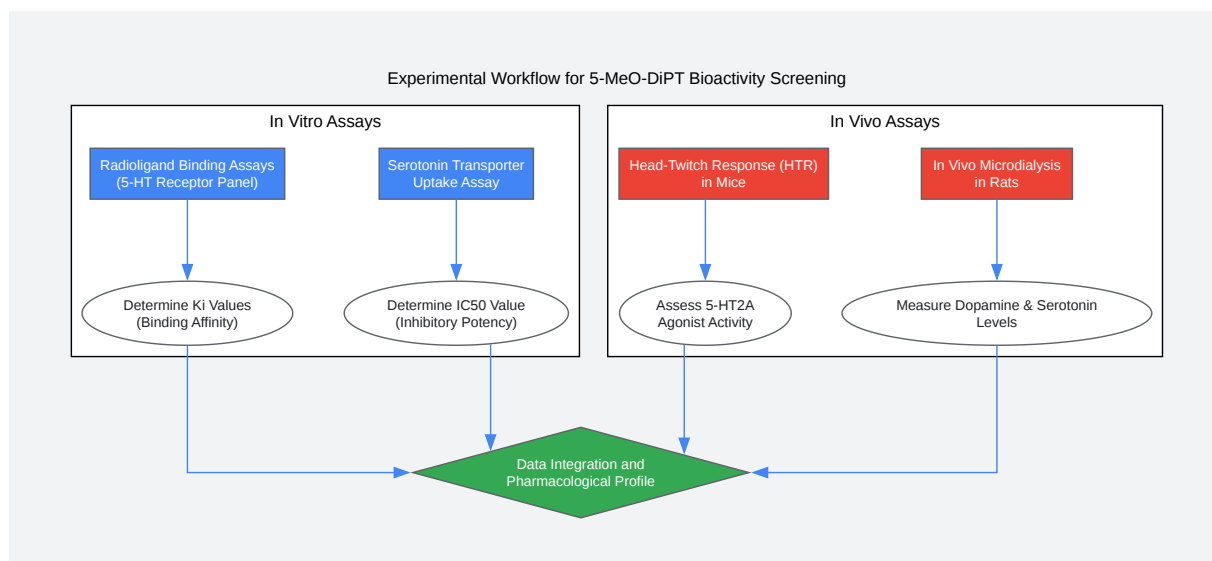 Experimental Workflow for 5-MeO-DiPT Bioactivity Screening
In Vitro Assays
Radioligand Binding Assays
(5-HT Receptor Panel)
Serotonin Transporter
Uptake Assay
Determine Ki Values
(Binding Affinity)
Determine IC50 Value
(Inhibitory Potency)
In Vivo Assays
Head-Twitch Response (HTR)
in Mice
In Vivo Microdialysis
in Rats
Assess 5-HT2A
Agonist Activity
Measure Dopamine & Serotonin
Levels
Data Integration and
Pharmacological Profile